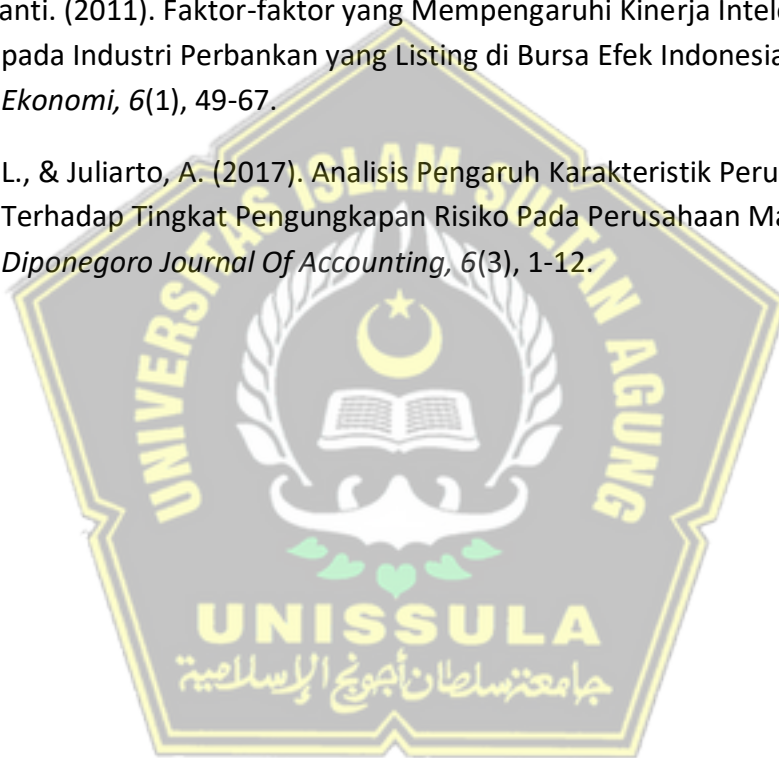 anti. (2011). Faktor-faktor yang Mempengaruhi Kinerja Intel
pada Industri Perbankan yang Listing di Bursa Efek Indonesia
Ekonomi, 6(1), 49-67.
L., & Juliarto, A. (2017). Analisis Pengaruh Karakteristik Peru
Terhadap Tingkat Pengungkapan Risiko Pada Perusahaan Ma
Diponegoro Journal Of Accounting, 6(3), 1-12.
UNIVERSITAS ISLAM SULTAN AGUNG
UNISSULA
جامعة سلطان أجونج الإسلامية